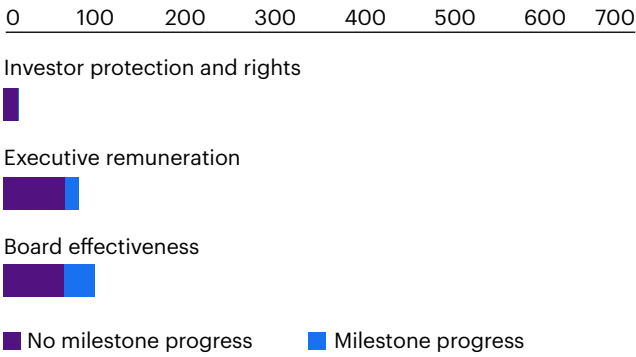 0 100 200 300 400 500 600 700
Investor protection and rights
Executive remuneration
Board effectiveness
No milestone progress Milestone progress